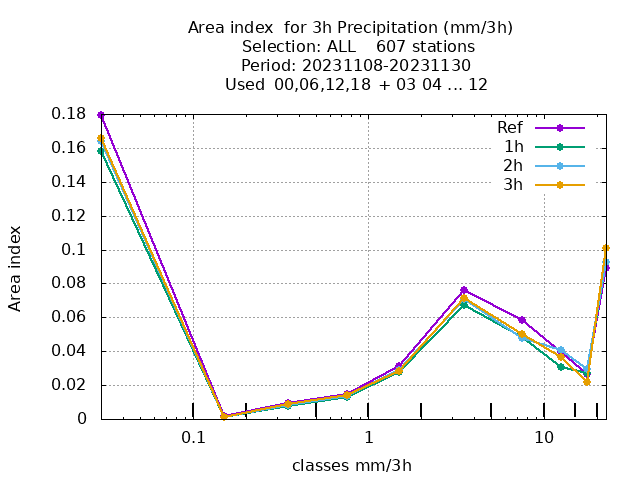 Area index  for 3h Precipitation (mm/3h)
Selection: ALL    607 stations
Period: 20231108-20231130
Used  00,06,12,18  + 03 04 ... 12
Ref
1h
2h
3h
0.18
0.16
0.14
0.12
0.1
0.08
0.06
0.04
0.02
0
Area index
0.1 1 10
classes mm/3h